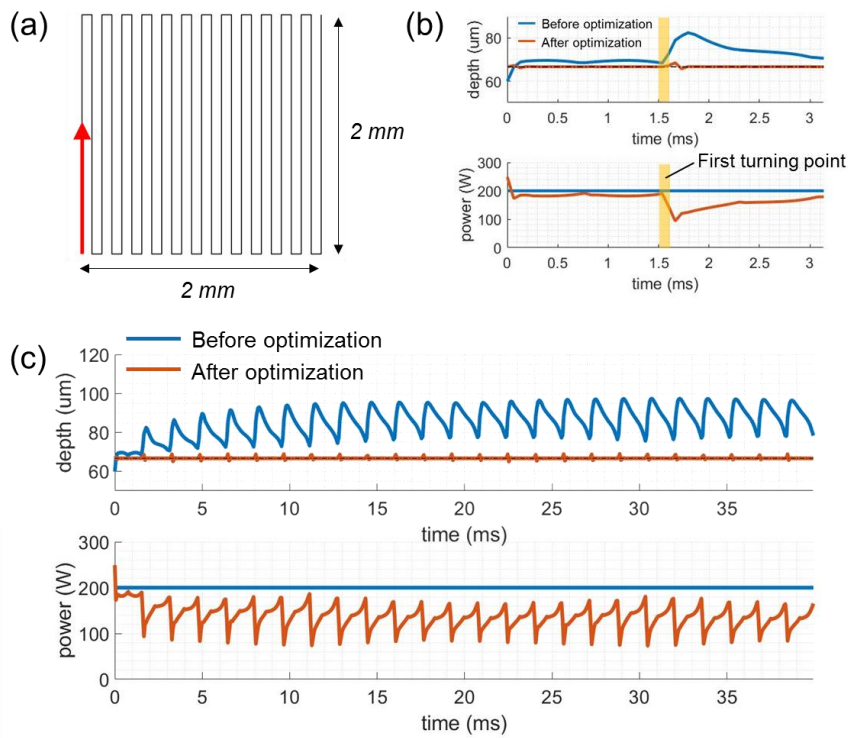 (a)
2 mm
2 mm
(b)
Before optimization
After optimization
depth (um)
80
60
0
0.5
1
1.5
2
2.5
3
time (ms)
First turning point
power (W)
300
200
100
0
0
0.5
1
1.5
2
2.5
3
time (ms)
(c)
Before optimization
After optimization
depth (um)
120
100
80
60
0
5
10
15
20
25
30
35
time (ms)
power (W)
300
200
100
0
0
5
10
15
20
25
30
35
time (ms)